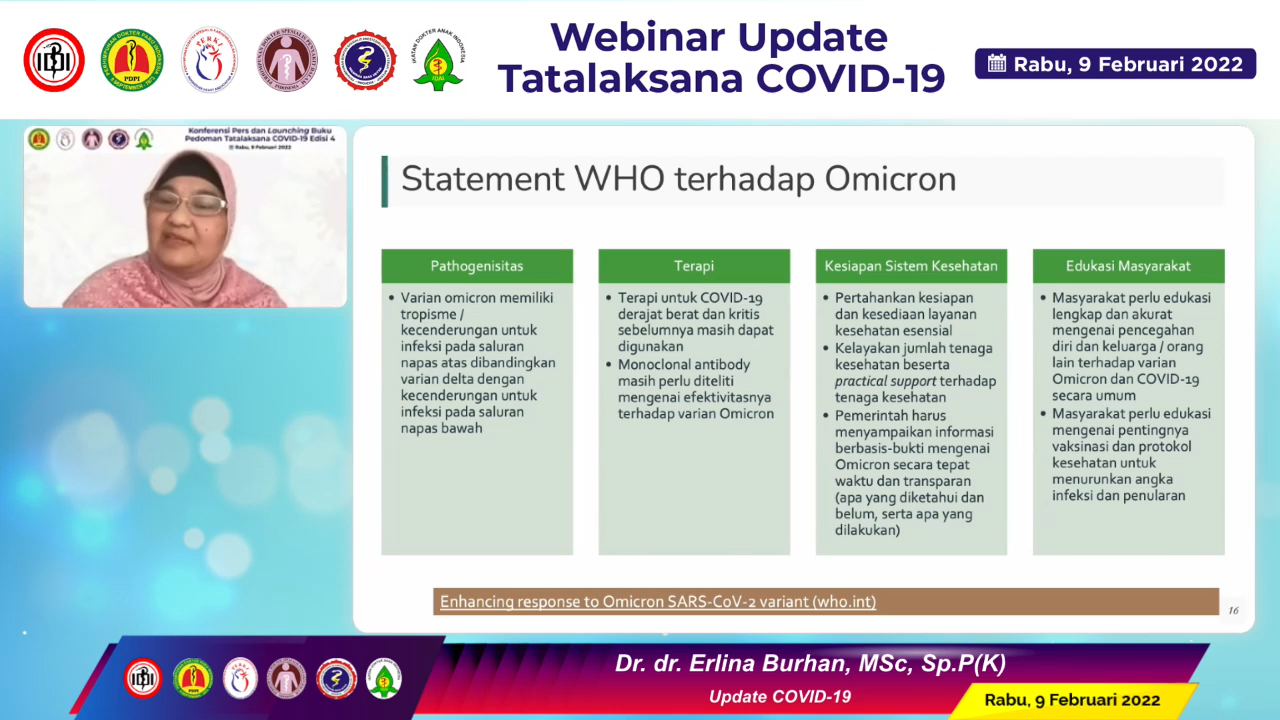 Webinar Update
Tatalaksana COVID-19
Rabu, 9 Februari 2022
PDPI
Konferensi Pers dan Launching Buku
Pedoman Tatalaksana COVID-19 Edisi 4
Rabu, 9 Februari 2022
Statement WHO terhadap Omicron
Pathogenisitas
• Varian omicron memiliki
tropisme /
kecenderungan untuk
infeksi pada saluran
napas atas dibandingkan
varian delta dengan
kecenderungan untuk
infeksi pada saluran
napas bawah
Terapi
• Terapi untuk COVID-19
derajat berat dan kritis
sebelumnya masih dapat
digunakan
• Monoclonal antibody
masih perlu diteliti
mengenai efektivitasnya
terhadap varian Omicron
Kesiapan Sistem Kesehatan
• Pertahankan kesiapan
dan kesediaan layanan
kesehatan esensial
• Kelayakan jumlah tenaga
kesehatan beserta
practical support terhadap
tenaga kesehatan
• Pemerintah harus
menyampaikan informasi
berbasis-bukti mengenai
Omicron secara tepat
waktu dan transparan
(apa yang diketahui dan
belum, serta apa yang
dilakukan)
Edukasi Masyarakat
• Masyarakat perlu edukasi
lengkap dan akurat
mengenai pencegahan
diri dan keluarga / orang
lain terhadap varian
Omicron dan COVID-19
secara umum
• Masyarakat perlu edukasi
mengenai pentingnya
vaksinasi dan protokol
kesehatan untuk
menurunkan angka
infeksi dan penularan
Enhancing response to Omicron SARS-CoV-2 variant (who.int)
16
Dr. dr. Erlina Burhan, MSc, Sp.P(K)
Update COVID-19
Rabu, 9 Februari 2022